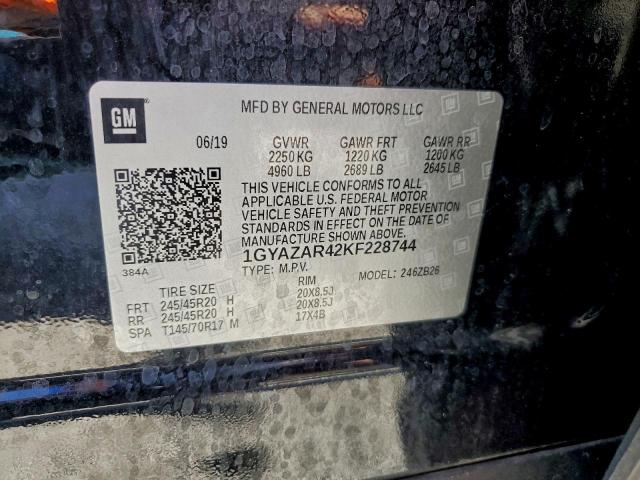 GM
MFD BY GENERAL MOTORS LLC
06/19 GVWR GAWR FRT GAWR RR
2250 KG 1220 KG 1200 KG
4960 LB 2689 LB 2645 LB
THIS VEHICLE CONFORMS TO ALL
APPLICABLE U.S. FEDERAL MOTOR
VEHICLE SAFETY AND THEFT PREVENTION
STANDARDS IN EFFECT ON THE DATE OF
MANUFACTURE SHOWN ABOVE.
384A
1GYAZAR42KF228744
TYPE: M.P.V. MODEL: 246ZB26
TIRE SIZE RIM
FRT 245/45R20 H 20X8.5J
RR 245/45R20 H 20X8.5J
SPA T145/70R17 M 17X4B